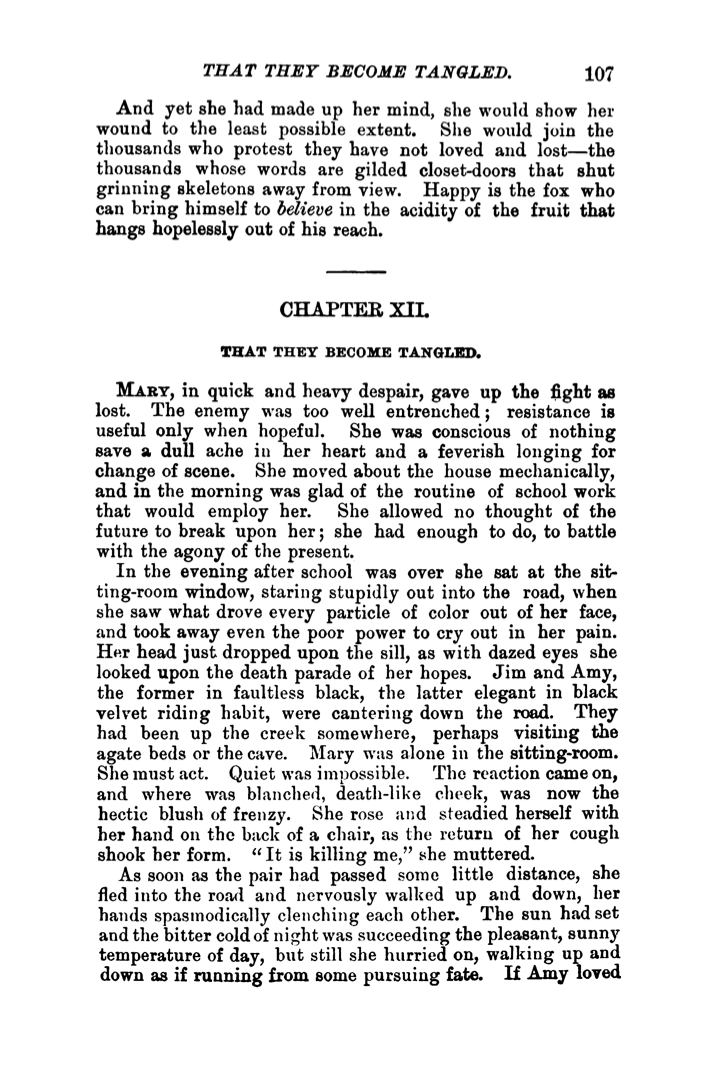 THAT THEY BECOME TANGLED. 107
And yet she had made up her mind, she would show her
wound to the least possible extent. She would join the
thousands who protest they have not loved and lost—the
thousands whose words are gilded closet-doors that shut
grinning skeletons away from view. Happy is the fox who
can bring himself to believe in the acidity of the fruit that
hangs hopelessly out of his reach.
CHAPTER XII.
THAT THEY BECOME TANGLED.
MARY, in quick and heavy despair, gave up the fight as
lost. The enemy was too well entrenched; resistance is
useful only when hopeful. She was conscious of nothing
save a dull ache in her heart and a feverish longing for
change of scene. She moved about the house mechanically,
and in the morning was glad of the routine of school work
that would employ her. She allowed no thought of the
future to break upon her; she had enough to do, to battle
with the agony of the present.
In the evening after school was over she sat at the sit-
ting-room window, staring stupidly out into the road, when
she saw what drove every particle of color out of her face,
and took away even the poor power to cry out in her pain.
Her head just dropped upon the sill, as with dazed eyes she
looked upon the death parade of her hopes. Jim and Amy,
the former in faultless black, the latter elegant in black
velvet riding habit, were cantering down the road. They
had been up the creek somewhere, perhaps visiting the
agate beds or the cave. Mary was alone in the sitting-room.
She must act. Quiet was impossible. The reaction came on,
and where was blanched, death-like cheek, was now the
hectic blush of frenzy. She rose and steadied herself with
her hand on the back of a chair, as the return of her cough
shook her form. "It is killing me," she muttered.
As soon as the pair had passed some little distance, she
fled into the road and nervously walked up and down, her
hands spasmodically clenching each other. The sun had set
and the bitter cold of night was succeeding the pleasant, sunny
temperature of day, but still she hurried on, walking up and
down as if running from some pursuing fate. If Amy loved